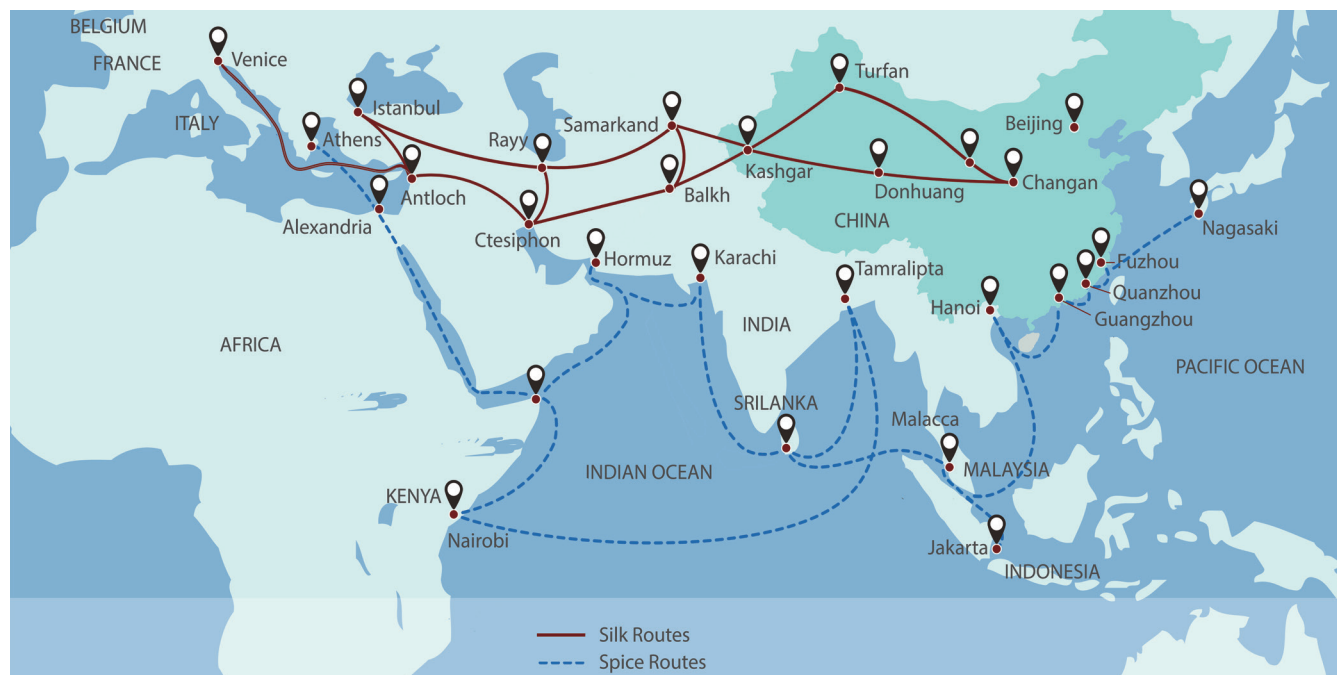 BELGIUM
FRANCE
Venice
Turfan
Istanbul
ITALY
Athens
Rayy
Samarkand
Beijing
Kashgar
Antloch
Balkh
Donhuang
Changan
Alexandria
CHINA
Nagasaki
Ctesiphon
Hormuz
Karachi
Tamralipta
Fuzhou
Quanzhou
Hanoi
Guangzhou
INDIA
AFRICA
PACIFIC OCEAN
SRILANKA
Malacca
INDIAN OCEAN
MALAYSIA
KENYA
Nairobi
Jakarta
INDONESIA
Silk Routes
Spice Routes